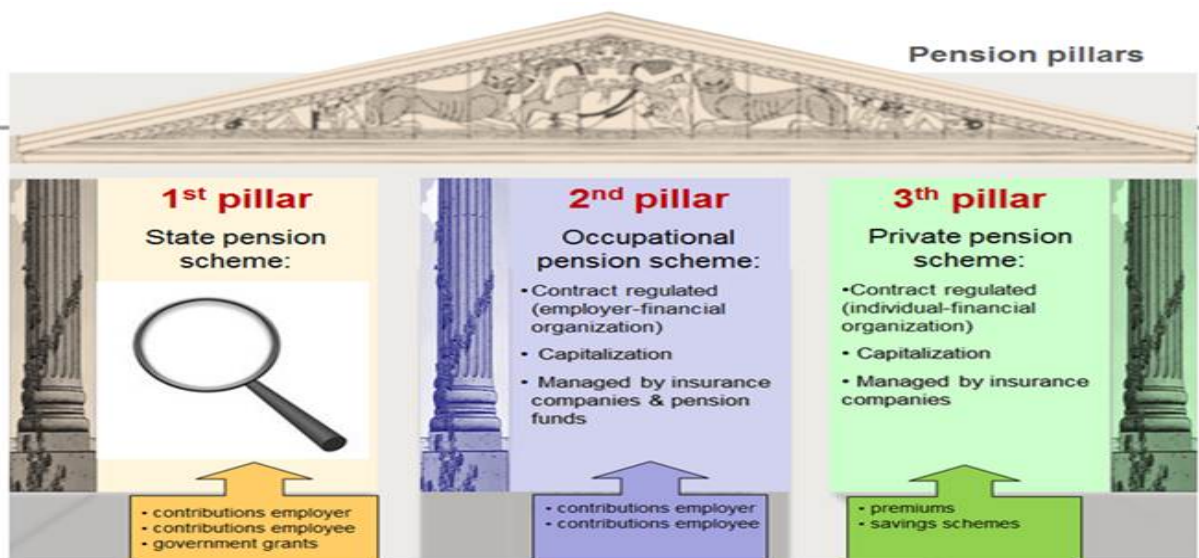 Pension pillars
1st pillar
State pension
scheme:
• contributions employer
• contributions employee
• government grants
2nd pillar
Occupational
pension scheme:
• Contract regulated
(employer-financial
organization)
• Capitalization
• Managed by insurance
companies & pension
funds
• contributions employer
• contributions employee
3th pillar
Private pension
scheme:
•Contract regulated
(individual-financial
organization)
• Capitalization
• Managed by insurance
companies
• premiums
• savings schemes